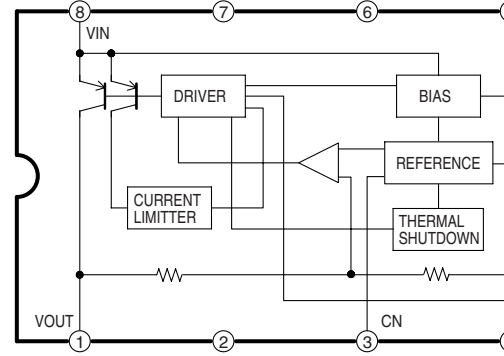 8 7 6
VIN
DRIVER BIAS
REFERENCE
CURRENT
LIMITTER
THERMAL
SHUTDOWN
VOUT CN
1 2 3